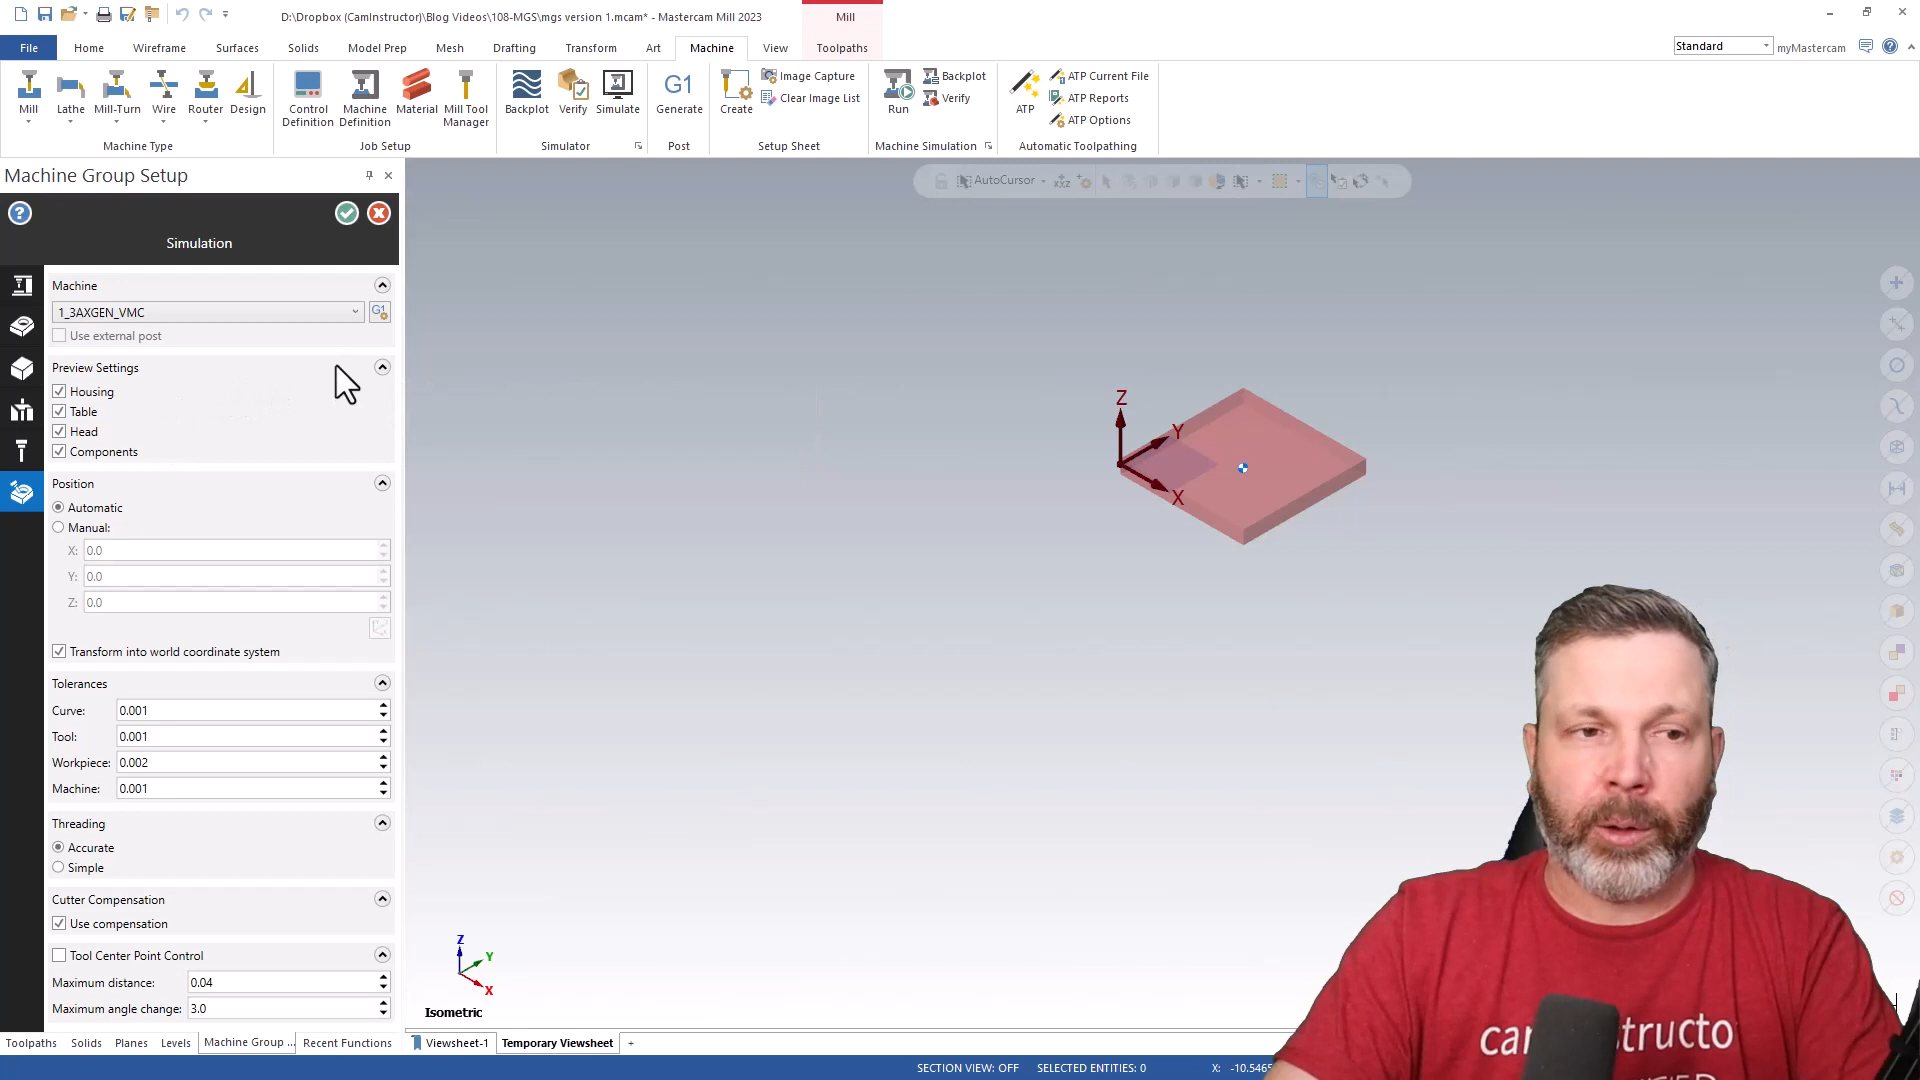 D:\Dropbox (CamInstructor)\Blog Videos\108-MGS\mgs version 1.mcam* - Mastercam Mill 2023
Mill
File Home Wireframe Surfaces Solids Model Prep Mesh Drafting Transform Art Machine View Toolpaths
Standard myMastercam
Mill Lathe Mill-Turn Wire Router Design
Machine Type
Control Definition Machine Definition Material Mill Tool Manager
Job Setup
Backplot Verify Simulate
Simulator
G1
Generate
Post
Create
Image Capture
Clear Image List
Setup Sheet
Run
Backplot
Verify
Machine Simulation
ATP
ATP Current File
ATP Reports
ATP Options
Automatic Toolpathing
Machine Group Setup
Simulation
Machine
1_3AXGEN_VMC
G1
Use external post
Preview Settings
Housing
Table
Head
Components
Position
Automatic
Manual:
X: 0.0
Y: 0.0
Z: 0.0
Transform into world coordinate system
Tolerances
Curve: 0.001
Tool: 0.001
Workpiece: 0.002
Machine: 0.001
Threading
Accurate
Simple
Cutter Compensation
Use compensation
Tool Center Point Control
Maximum distance: 0.04
Maximum angle change: 3.0
AutoCursor
Z
Y
X
Z
Y
X
Isometric
Toolpaths Solids Planes Levels Machine Group ... Recent Functions
Viewsheet-1 Temporary Viewsheet +
SECTION VIEW: OFF SELECTED ENTITIES: 0 X: -10.5465